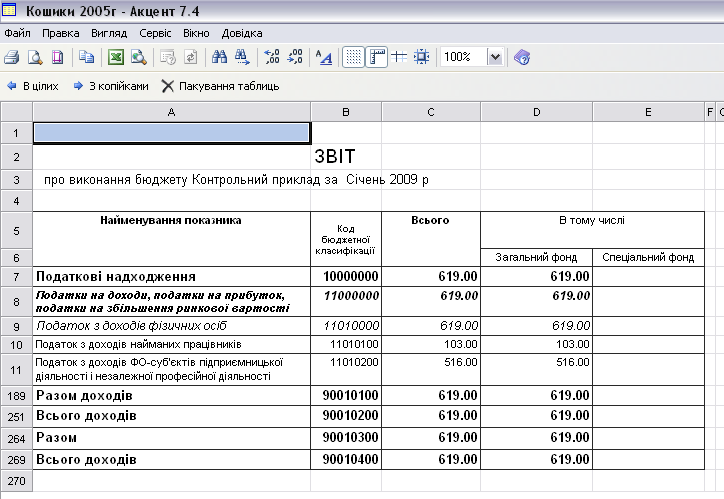 Кошики 2005г - Акцент 7.4
Файл Правка Вигляд Сервіс Вікно Довідка
100%
В цілих З копійками Пакування таблиць
A B C D E F
1
2 ЗВІТ
3 про виконання бюджету Контрольний приклад за Січень 2009 р
4
5 Найменування показника Код бюджетної класифікації Всього В тому числі
6 Загальний фонд Спеціальний фонд
7 Податкові надходження 10000000 619.00 619.00
8 Податки на доходи, податки на прибуток, 11000000 619.00 619.00
податки на збільшення ринкової вартості
9 Податок з доходів фізичних осіб 11010000 619.00 619.00
10 Податок з доходів найманих працівників 11010100 103.00 103.00
11 Податок з доходів ФО-суб'єктів підприємницької 11010200 516.00 516.00
діяльності і незалежної професійної діяльності
189 Разом доходів 90010100 619.00 619.00
251 Всього доходів 90010200 619.00 619.00
264 Разом 90010300 619.00 619.00
269 Всього доходів 90010400 619.00 619.00
270